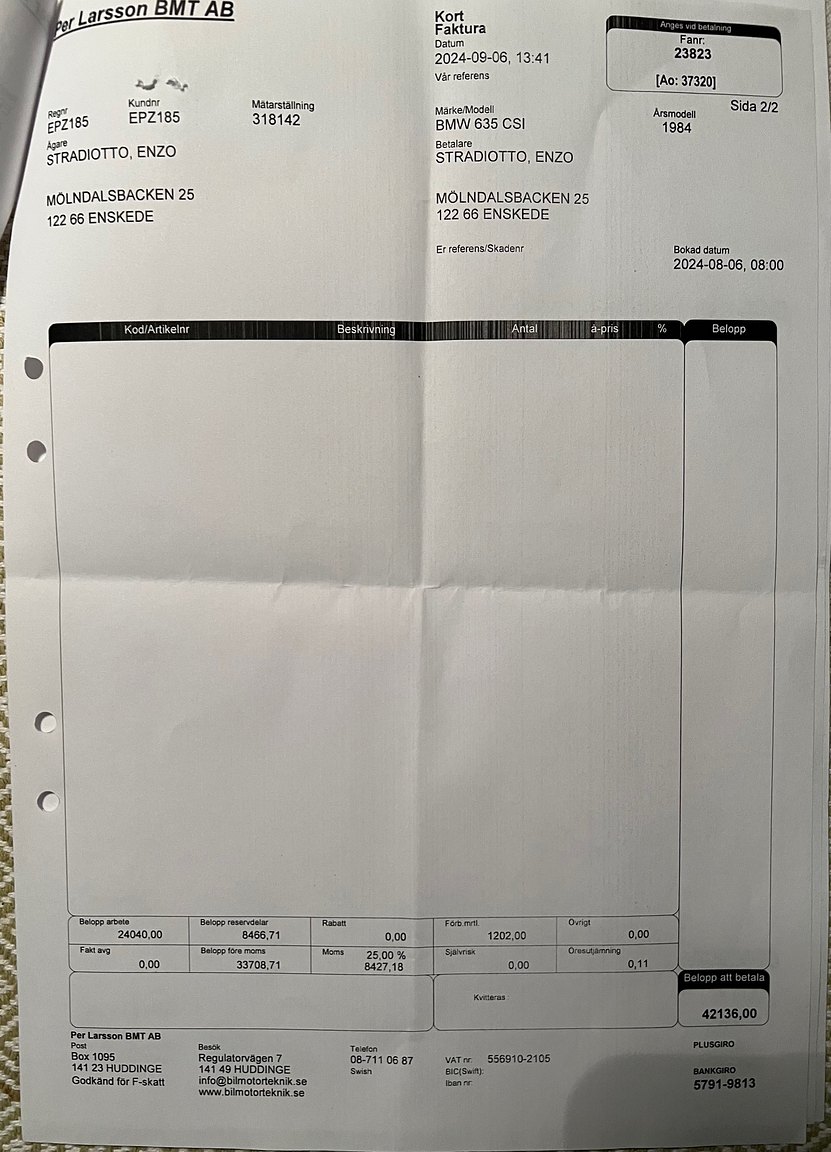 Per Larsson BMT AB
Kort
Faktura
Datum
2024-09-06, 13:41
Vår referens
Anges vid betalning
Fanr:
23823
[Ao: 37320]
Sida 2/2
Regnr
EPZ185
Kundnr
EPZ185
Mätarställning
318142
Märke/Modell
BMW 635 CSI
Årsmodell
1984
Ägare
STRADIOTTO, ENZO
Betalare
STRADIOTTO, ENZO
MÖLNDALSBACKEN 25
122 66 ENSKEDE
MÖLNDALSBACKEN 25
122 66 ENSKEDE
Er referens/Skadenr
Bokad datum
2024-08-06, 08:00
Kod/Artikelnr Beskrivning Antal à-pris % Belopp
Belopp arbete
24040,00
Belopp reservdelar
8466,71
Rabatt
0,00
Förb.mtrl.
1202,00
Övrigt
0,00
Fakt avg
0,00
Belopp före moms
33708,71
Moms 25,00 %
8427,18
Självrisk
0,00
Öresutjämning
0,11
Belopp att betala
42136,00
Kvitteras
Per Larsson BMT AB
Post
Box 1095
141 23 HUDDINGE
Godkänd för F-skatt
Besök
Regulatorvägen 7
141 49 HUDDINGE
info@bilmotorteknik.se
www.bilmotorteknik.se
Telefon
08-711 06 87
Swish
VAT nr: 556910-2105
BIC(Swift):
Iban nr:
PLUSGIRO
BANKGIRO
5791-9813